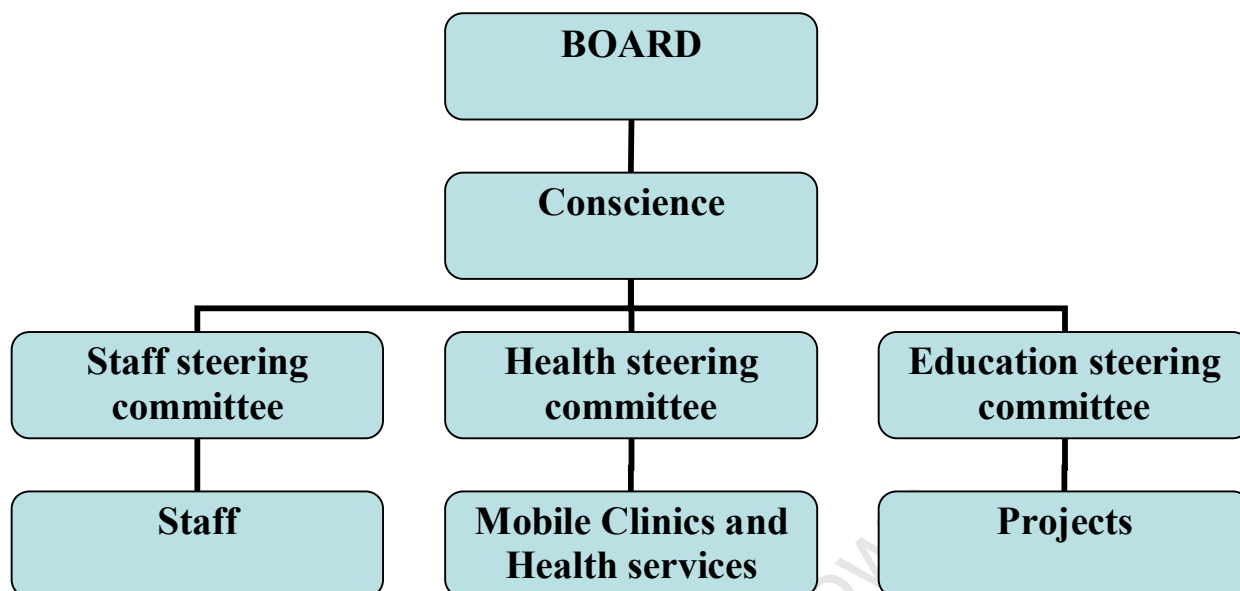 BOARD
Conscience
Staff steering
committee
Health steering
committee
Education steering
committee
Staff
Mobile Clinics and
Health services
Projects